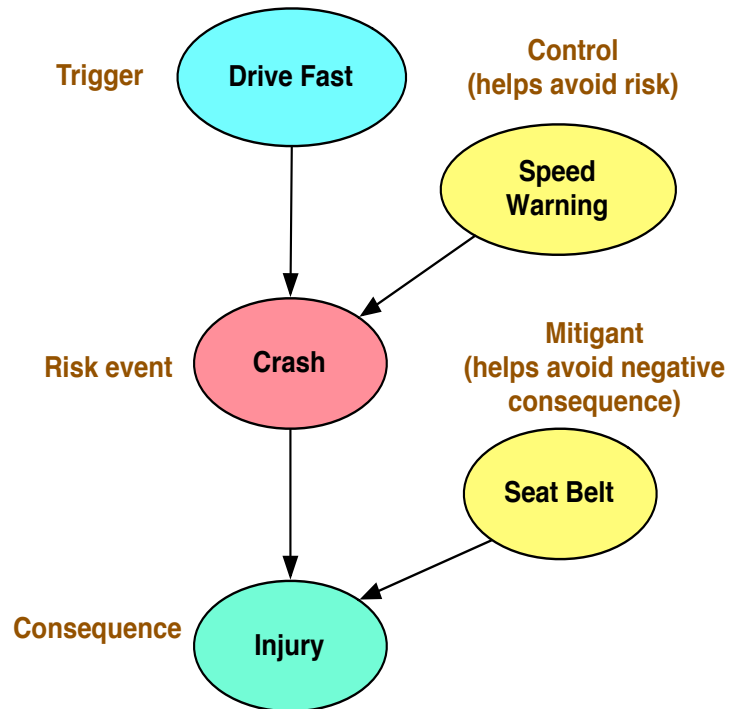 Trigger
Drive Fast
Control
(helps avoid risk)
Speed
Warning
Risk event
Crash
Mitigant
(helps avoid negative
consequence)
Seat Belt
Consequence
Injury